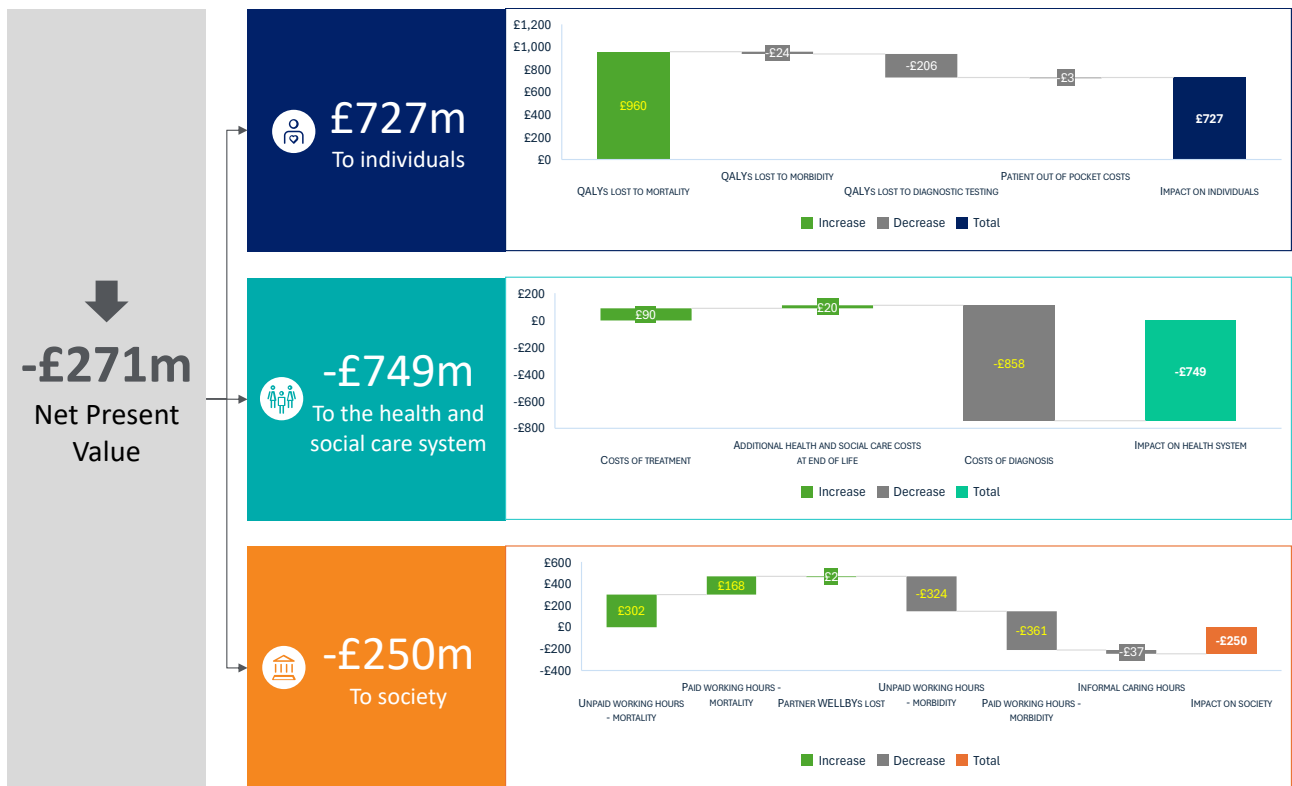 -£271m
Net Present
Value
£727m
To individuals
£1,200
£1,000
£800
£600
£400
£200
£0
£960
-£24
-£206
-£3
£727
QALYS LOST TO MORTALITY
QALYS LOST TO MORBIDITY
QALYS LOST TO DIAGNOSTIC TESTING
PATIENT OUT OF POCKET COSTS
IMPACT ON INDIVIDUALS
Increase Decrease Total
-£749m
To the health and
social care system
£200
£0
-£200
-£400
-£600
-£800
£90
£20
-£858
-£749
COSTS OF TREATMENT
ADDITIONAL HEALTH AND SOCIAL CARE COSTS
AT END OF LIFE
COSTS OF DIAGNOSIS
IMPACT ON HEALTH SYSTEM
Increase Decrease Total
-£250m
To society
£600
£400
£200
£0
-£200
-£400
£302
£168
£2
-£324
-£361
-£37
-£250
UNPAID WORKING HOURS
- MORTALITY
PAID WORKING HOURS -
MORTALITY
PARTNER WELLBYS LOST
UNPAID WORKING HOURS
- MORBIDITY
PAID WORKING HOURS -
MORBIDITY
INFORMAL CARING HOURS
IMPACT ON SOCIETY
Increase Decrease Total